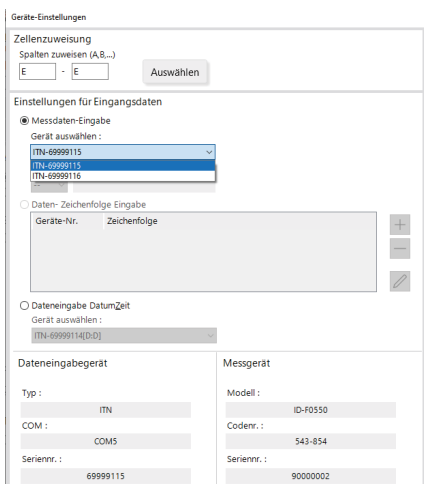 Geräte-Einstellungen
Zellenzuweisung
Spalten zuweisen (A,B,...)
E - E Auswählen
Einstellungen für Eingangsdaten
Messdaten-Eingabe
Gerät auswählen :
ITN-69999115
ITN-69999115
ITN-69999116
--
Daten- Zeichenfolge Eingabe
Geräte-Nr. Zeichenfolge
Dateneingabe DatumZeit
Gerät auswählen :
ITN-69999114[D:D]
Dateneingabegerät
Typ :
ITN
COM :
COM5
Seriennr. :
69999115
Messgerät
Modell :
ID-F0550
Codenr. :
543-854
Seriennr. :
90000002